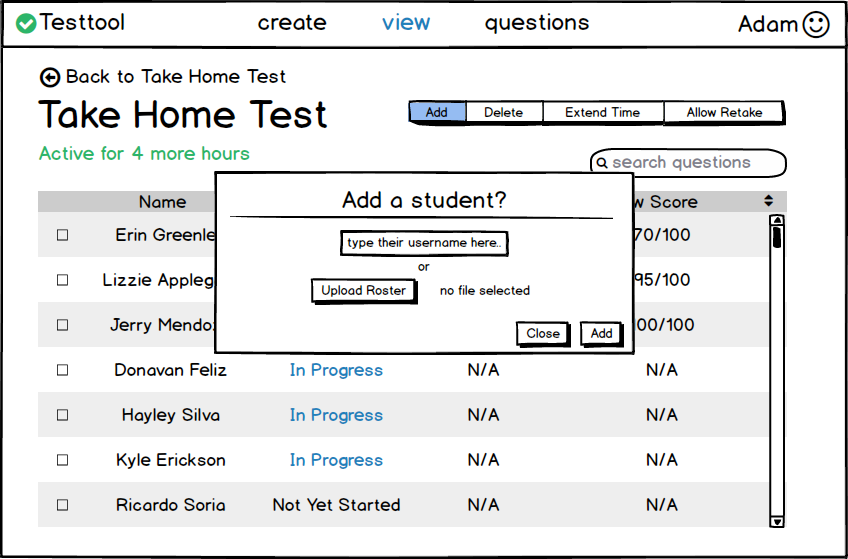 Testtool create view questions Adam
Back to Take Home Test
Take Home Test
Add Delete Extend Time Allow Retake
Active for 4 more hours
search questions
Add a student?
type their username here..
or
Upload Roster no file selected
Close Add
Name Score
Erin Greenle 70/100
Lizzie Appleg 95/100
Jerry Mendoz 00/100
Donavan Feliz In Progress N/A N/A
Hayley Silva In Progress N/A N/A
Kyle Erickson In Progress N/A N/A
Ricardo Soria Not Yet Started N/A N/A